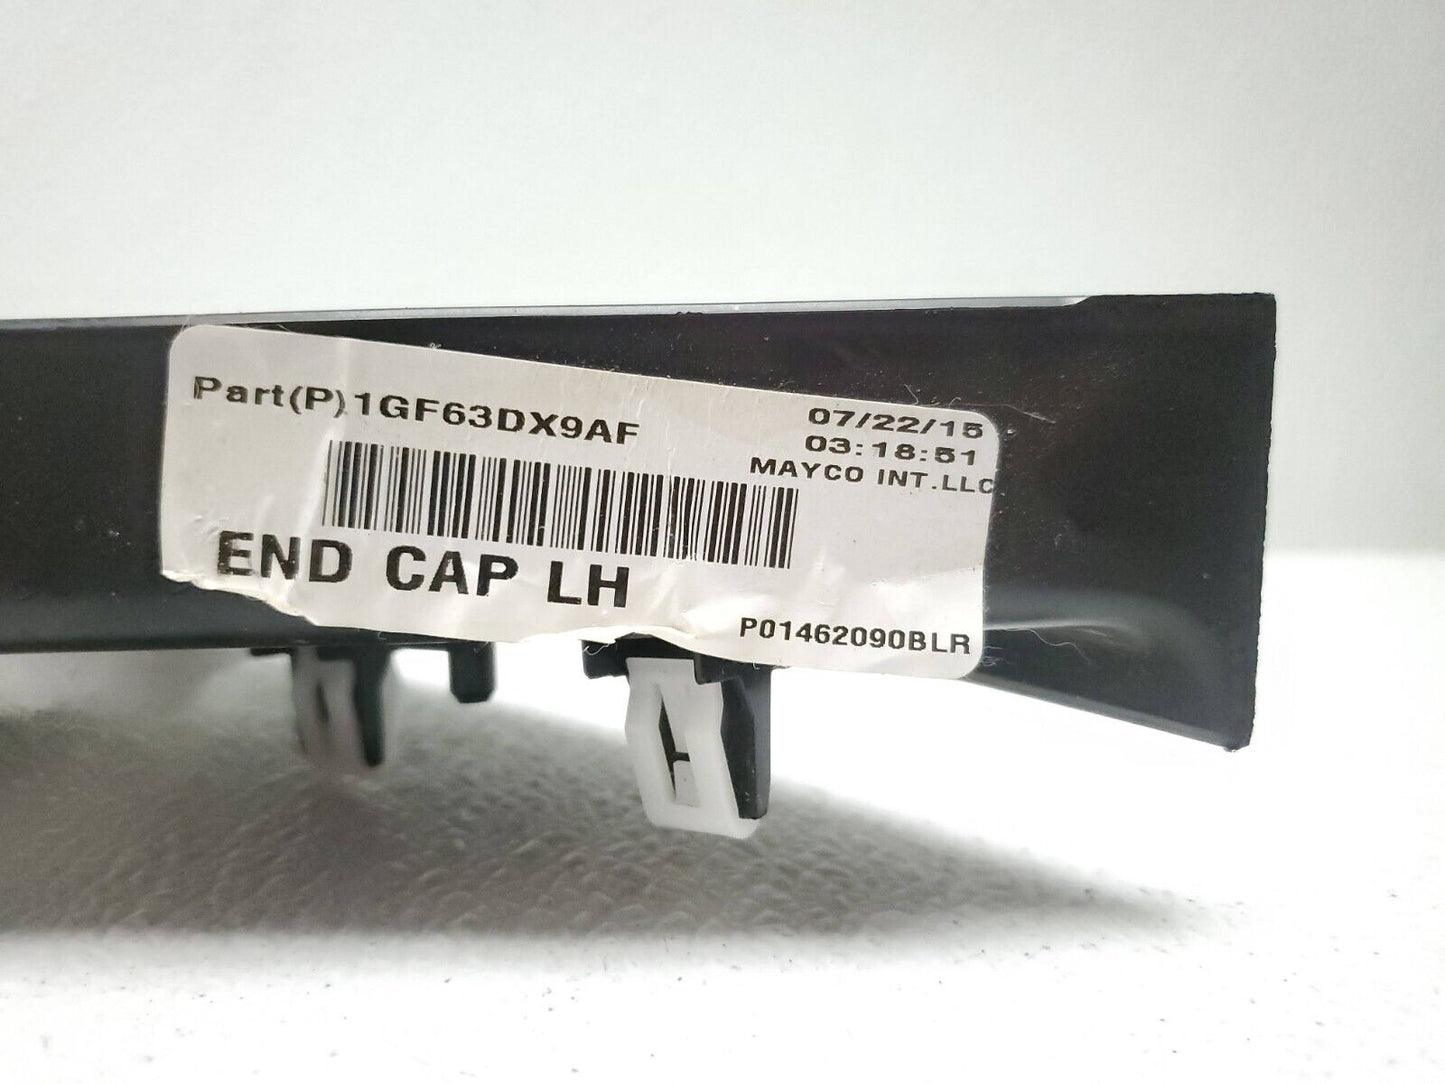 Part(P)1GF63DX9AF
07/22/15
03:18:51
MAYCO INT.LLC
END CAP LH
P01462090BLR